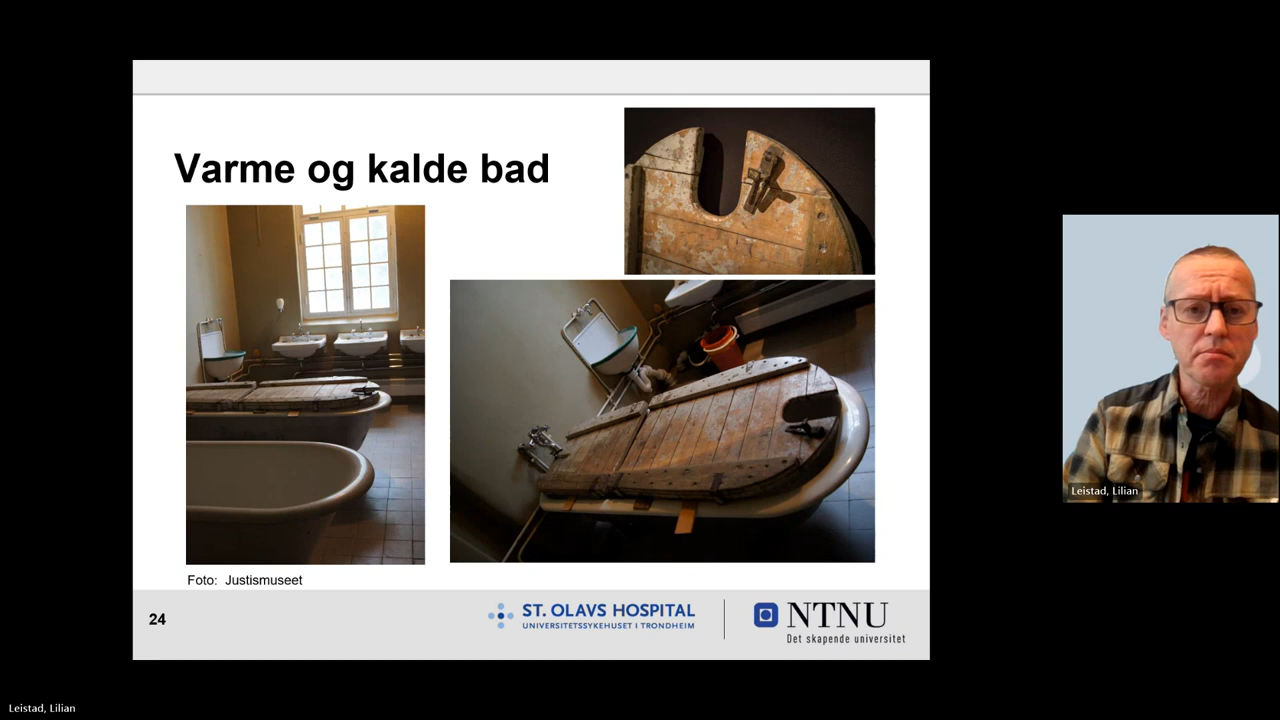 Varme og kalde bad
Foto: Justismuseet
24
ST. OLAVS HOSPITAL
UNIVERSITETSSYKEHUSET I TRONDHEIM
NTNU
Det skapende universitet
Leistad, Lilian
Leistad, Lilian